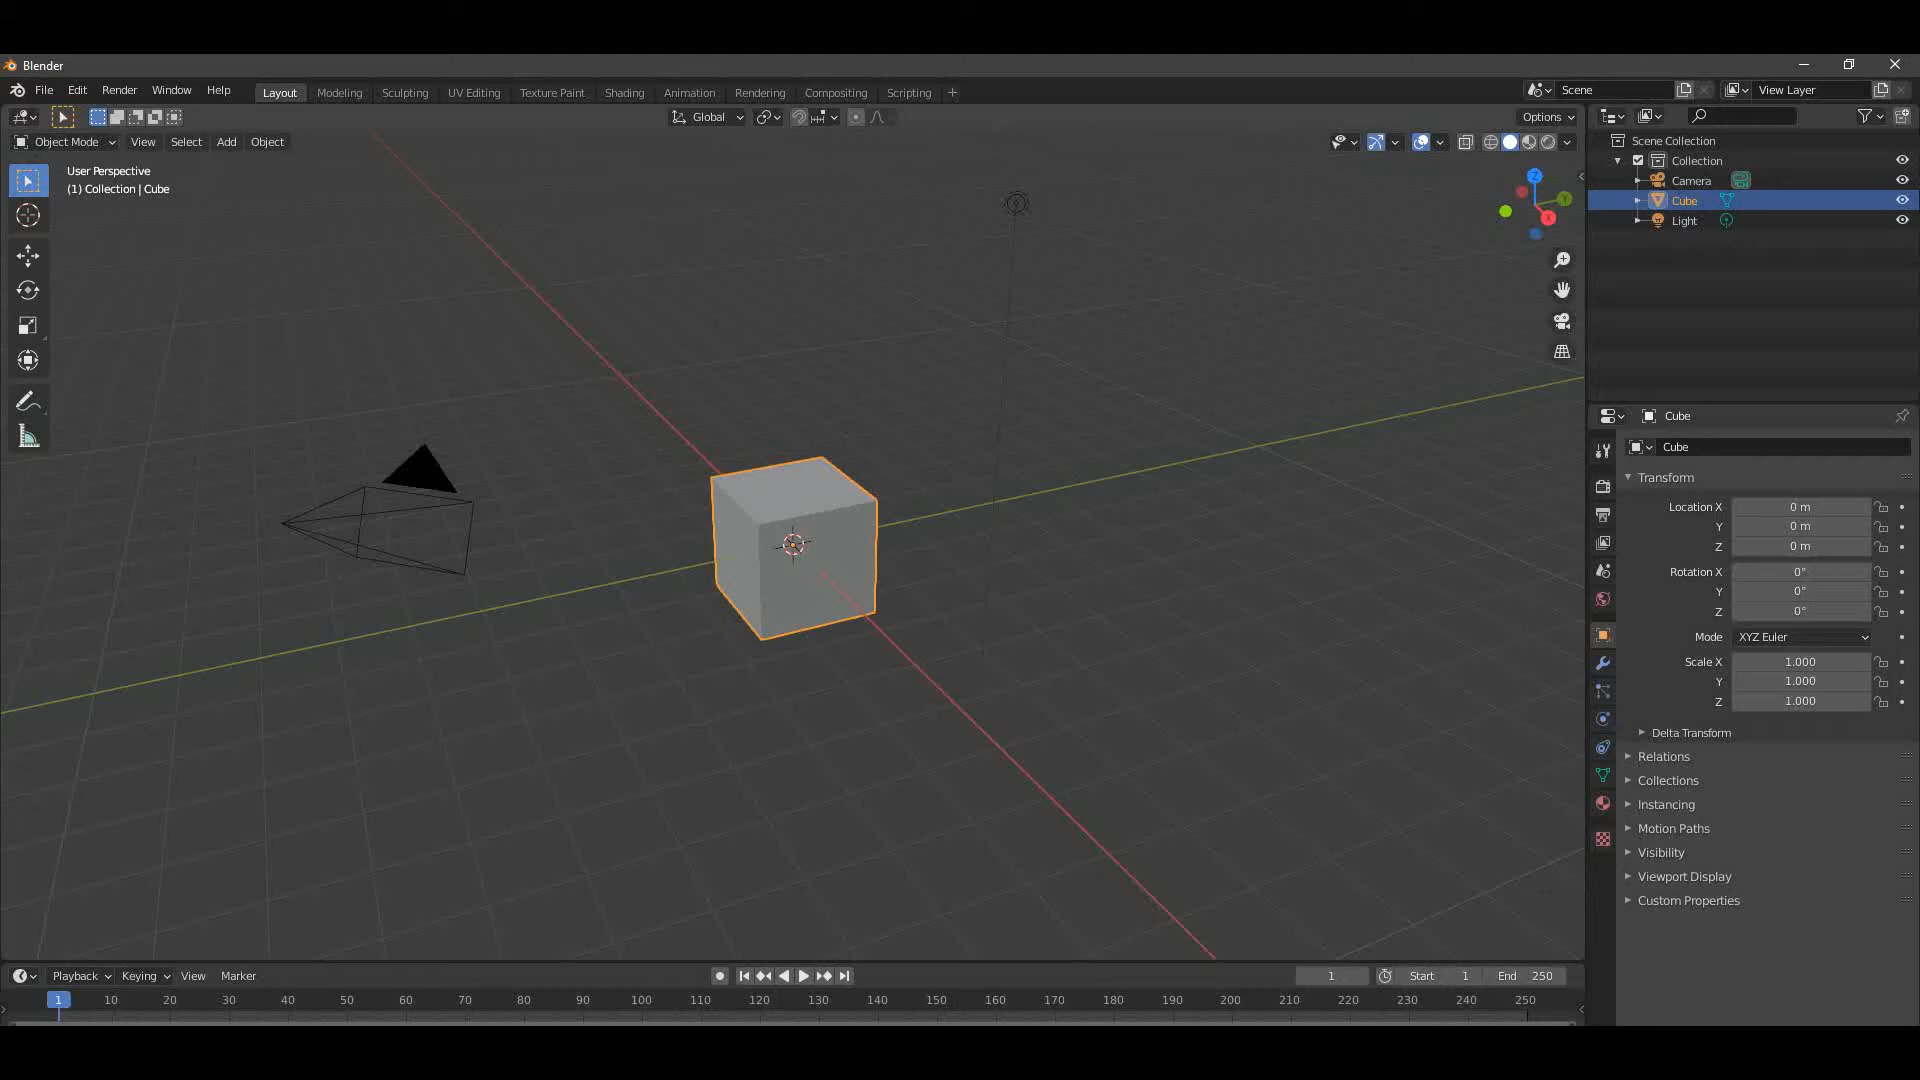 Blender
File Edit Render Window Help Layout Modeling Sculpting UV Editing Texture Paint Shading Animation Rendering Compositing Scripting + Scene View Layer
Global Options
Object Mode View Select Add Object
User Perspective
(1) Collection | Cube
Z
Y
X
Scene Collection
Collection
Camera
Cube
Light
Cube
Cube
Transform
Location X 0 m
Y 0 m
Z 0 m
Rotation X 0°
Y 0°
Z 0°
Mode XYZ Euler
Scale X 1.000
Y 1.000
Z 1.000
Delta Transform
Relations
Collections
Instancing
Motion Paths
Visibility
Viewport Display
Custom Properties
Playback Keying View Marker 1 Start 1 End 250
1 10 20 30 40 50 60 70 80 90 100 110 120 130 140 150 160 170 180 190 200 210 220 230 240 250